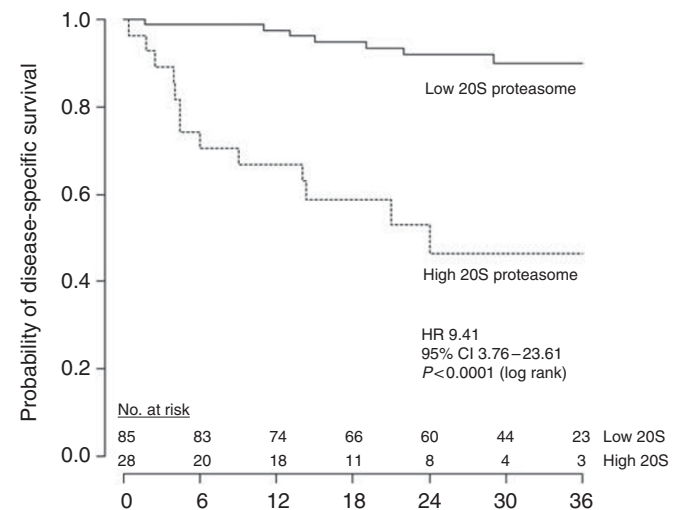 Probability of disease-specific survival
1.0
0.8
0.6
0.4
0.2
0.0
Low 20S proteasome
High 20S proteasome
HR 9.41
95% CI 3.76–23.61
P<0.0001 (log rank)
No. at risk
85 83 74 66 60 44 23 Low 20S
28 20 18 11 8 4 3 High 20S
0 6 12 18 24 30 36